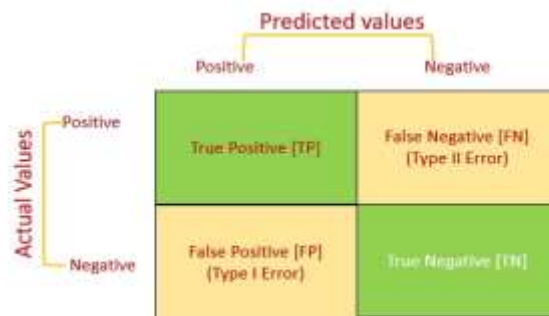 Predicted values
Positive
Negative
Actual Values
Positive
True Positive [TP]
False Negative [FN]
(Type II Error)
Negative
False Positive [FP]
(Type I Error)
True Negative [TN]